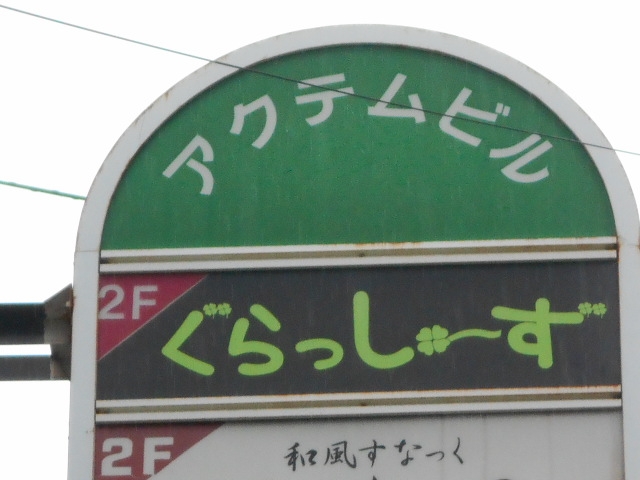 アクテムビル
2F
ぐらっしーず
2F
和風すなっく